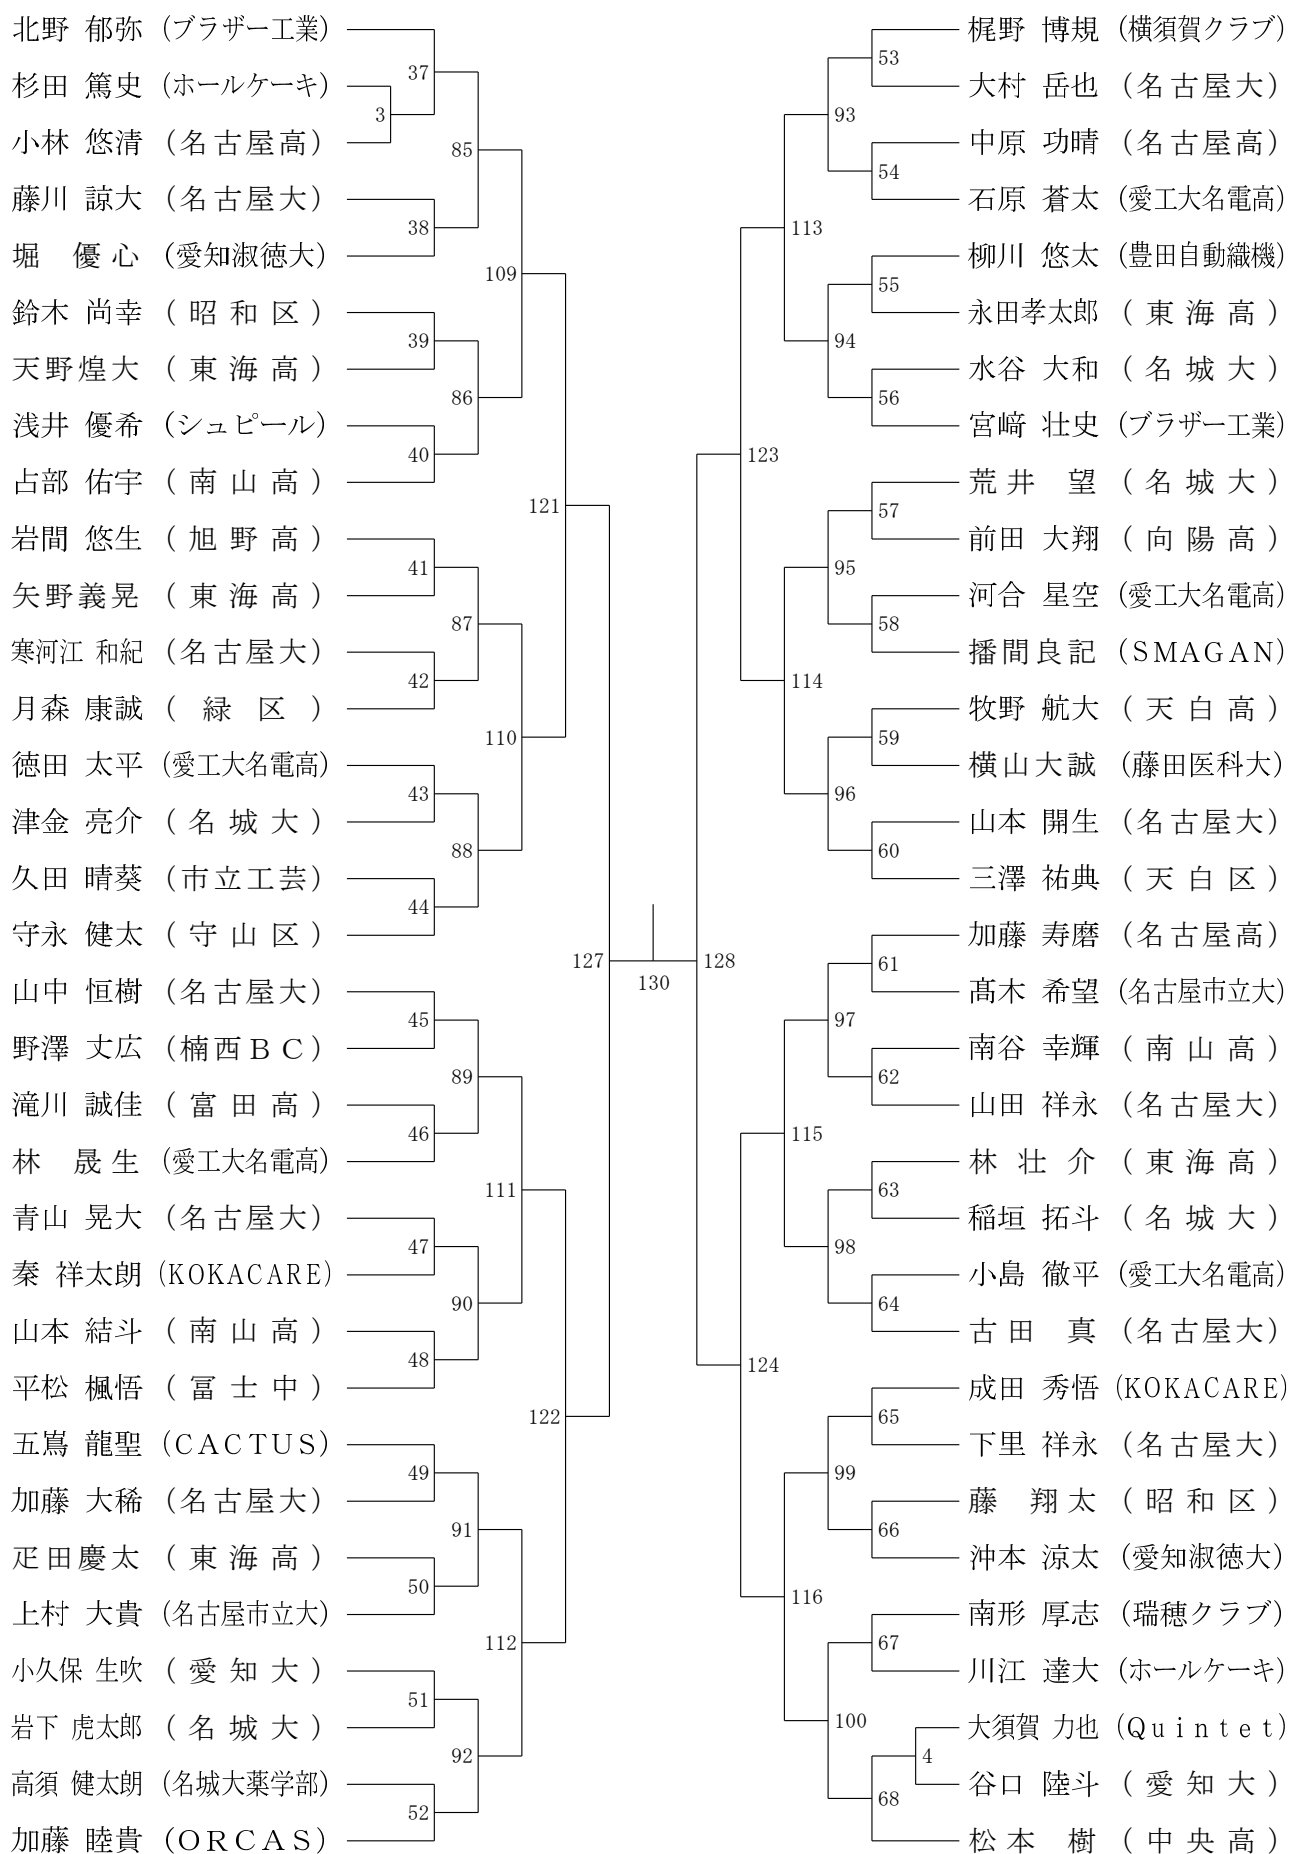 北野 郁弥 (ブラザー工業)
杉田 篤史 (ホールケーキ)
小林 悠清 (名古屋高)
藤川 諒大 (名古屋大)
堀 優心 (愛知淑徳大)
鈴木 尚幸 (昭和区)
天野煌大 (東海高)
浅井 優希 (シュピール)
占部 佑宇 (南山高)
岩間 悠生 (旭野高)
矢野義晃 (東海高)
寒河江 和紀 (名古屋大)
月森 康誠 (緑区)
徳田 太平 (愛工大名電高)
津金 亮介 (名城大)
久田 晴葵 (市立工芸)
守永 健太 (守山区)
山中 恒樹 (名古屋大)
野澤 丈広 (楠西ＢＣ)
滝川 誠佳 (富田高)
林 晟生 (愛工大名電高)
青山 晃大 (名古屋大)
秦 祥太朗 (KOKACARE)
山本 結斗 (南山高)
平松 楓悟 (冨士中)
五嶌 龍聖 (CACTUS)
加藤 大稀 (名古屋大)
疋田慶太 (東海高)
上村 大貴 (名古屋市立大)
小久保 生吹 (愛知大)
岩下 虎太郎 (名城大)
高須 健太朗 (名城大薬学部)
加藤 睦貴 (ORCAS)
3
37
38
39
40
41
42
43
44
45
46
47
48
49
50
51
52
85
86
87
88
89
90
91
92
109
110
111
112
121
122
127
130
128
123
124
113
114
115
116
93
94
95
96
97
98
99
100
53
54
55
56
57
58
59
60
61
62
63
64
65
66
67
68
4
梶野 博規 (横須賀クラブ)
大村 岳也 (名古屋大)
中原 功晴 (名古屋高)
石原 蒼太 (愛工大名電高)
柳川 悠太 (豊田自動織機)
永田孝太郎 (東海高)
水谷 大和 (名城大)
宮﨑 壮史 (ブラザー工業)
荒井 望 (名城大)
前田 大翔 (向陽高)
河合 星空 (愛工大名電高)
播間良記 (SMAGAN)
牧野 航大 (天白高)
横山大誠 (藤田医科大)
山本 開生 (名古屋大)
三澤 祐典 (天白区)
加藤 寿磨 (名古屋高)
髙木 希望 (名古屋市立大)
南谷 幸輝 (南山高)
山田 祥永 (名古屋大)
林 壮介 (東海高)
稲垣 拓斗 (名城大)
小島 徹平 (愛工大名電高)
古田 真 (名古屋大)
成田 秀悟 (KOKACARE)
下里 祥永 (名古屋大)
藤 翔太 (昭和区)
沖本 涼太 (愛知淑徳大)
南形 厚志 (瑞穂クラブ)
川江 達大 (ホールケーキ)
大須賀 力也 (Quintet)
谷口 陸斗 (愛知大)
松本 樹 (中央高)